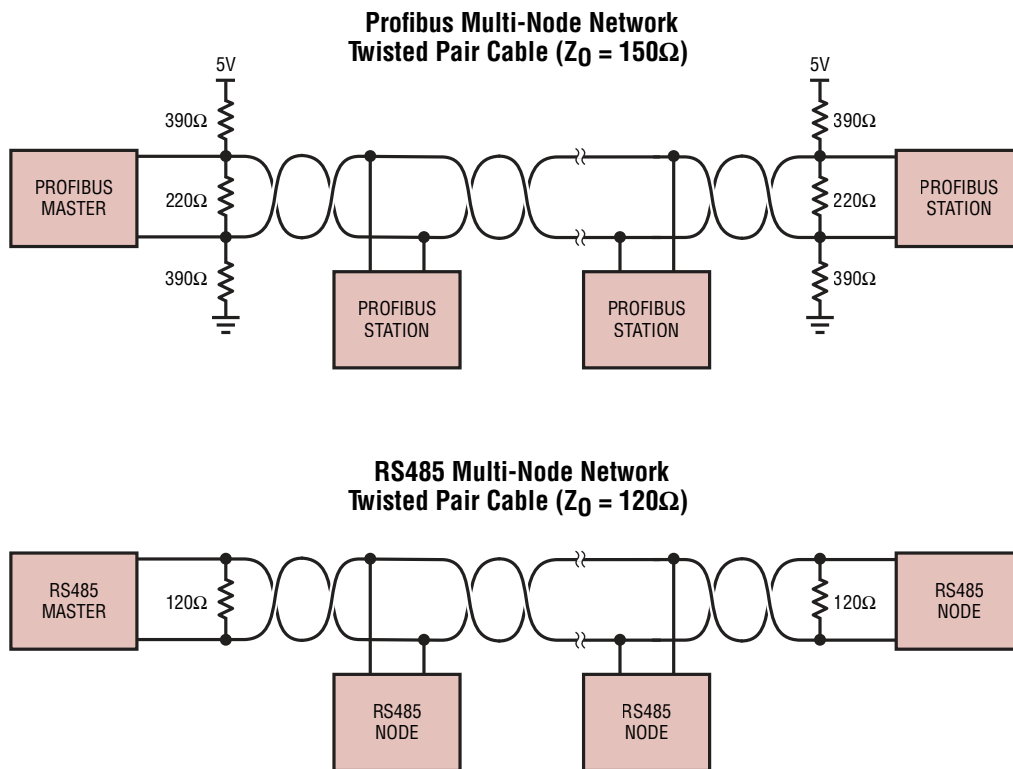 Profibus Multi-Node Network
Twisted Pair Cable (Z0 = 150Ω)
5V
5V
390Ω
390Ω
PROFIBUS
MASTER
220Ω
220Ω
PROFIBUS
STATION
390Ω
390Ω
PROFIBUS
STATION
PROFIBUS
STATION
RS485 Multi-Node Network
Twisted Pair Cable (Z0 = 120Ω)
RS485
MASTER
120Ω
120Ω
RS485
NODE
RS485
NODE
RS485
NODE